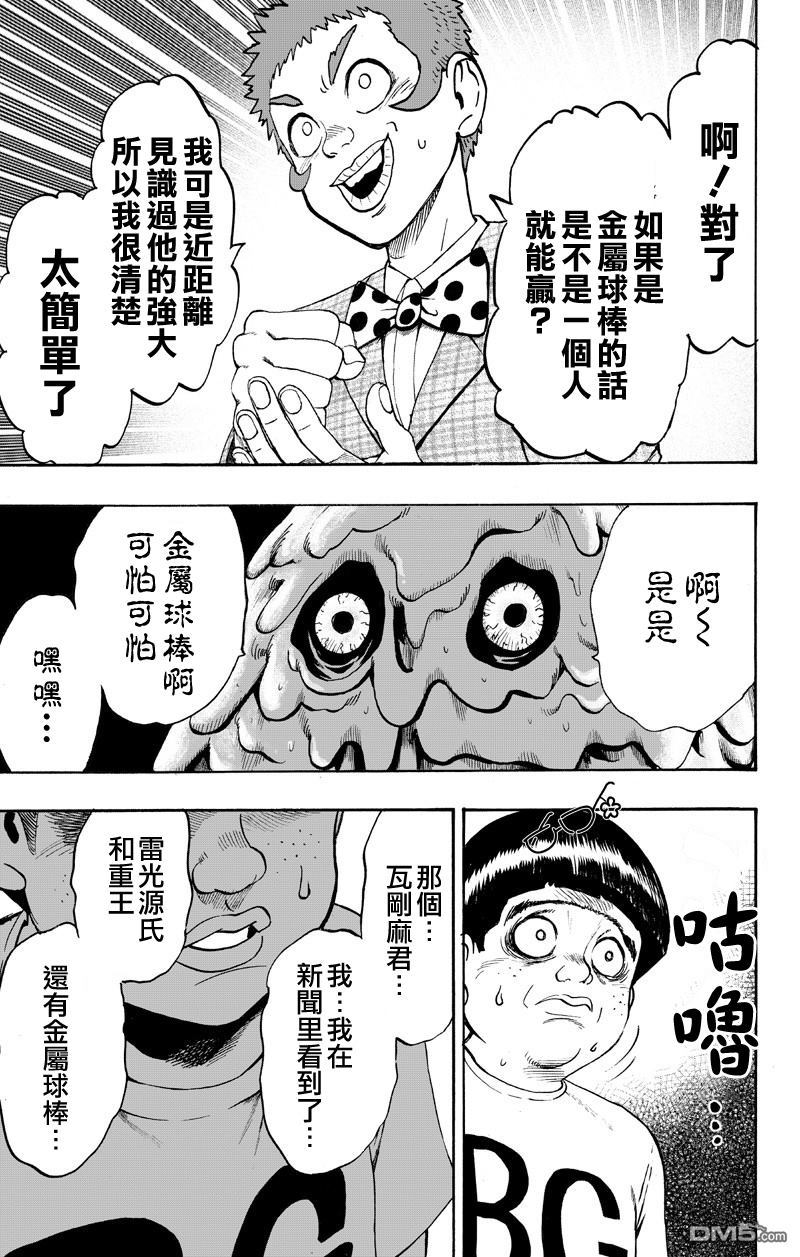 啊！對了
如果是
金屬球棒的話
是不是一個人
就能贏？
我可是近距離
見識過他的強大
所以我很清楚
太簡單了
啊～
是是
金屬球棒啊
可怕可怕
嘿嘿…
咕嚕…
BG
那個…
瓦剛麻君…
我…我在
新聞里看到了…
雷光源氏
和重王
還有金屬球棒…
G
DM5.com